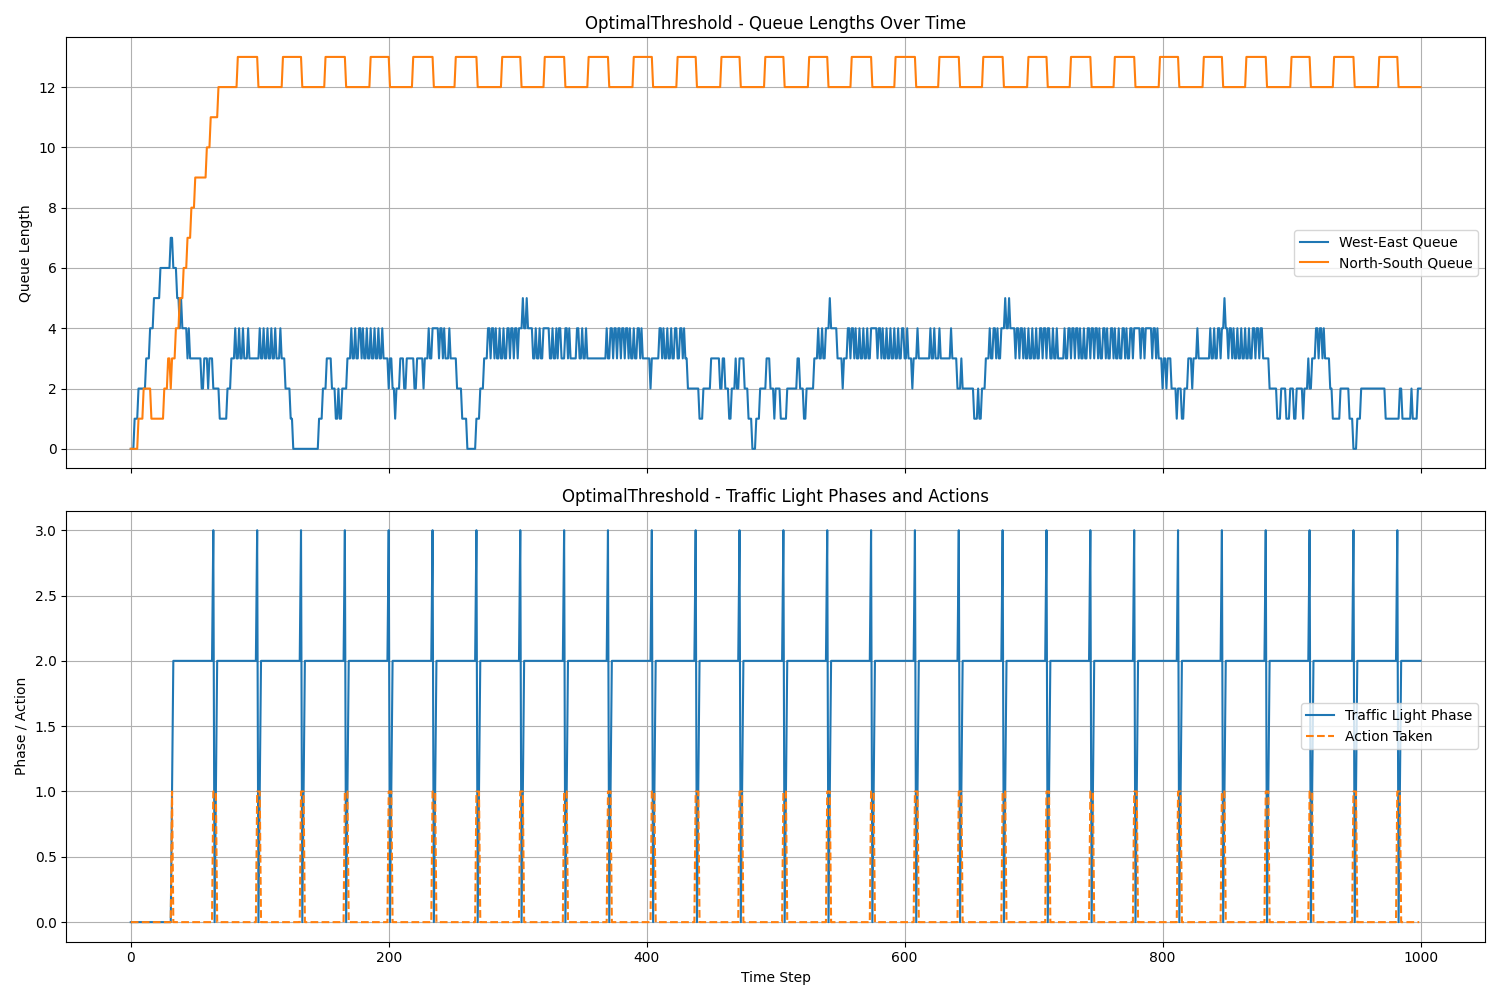 OptimalThreshold - Queue Lengths Over Time
Queue Length
12
10
8
6
4
2
0
West-East Queue
North-South Queue
OptimalThreshold - Traffic Light Phases and Actions
Phase / Action
3.0
2.5
2.0
1.5
1.0
0.5
0.0
Traffic Light Phase
Action Taken
0
200
400
600
800
1000
Time Step